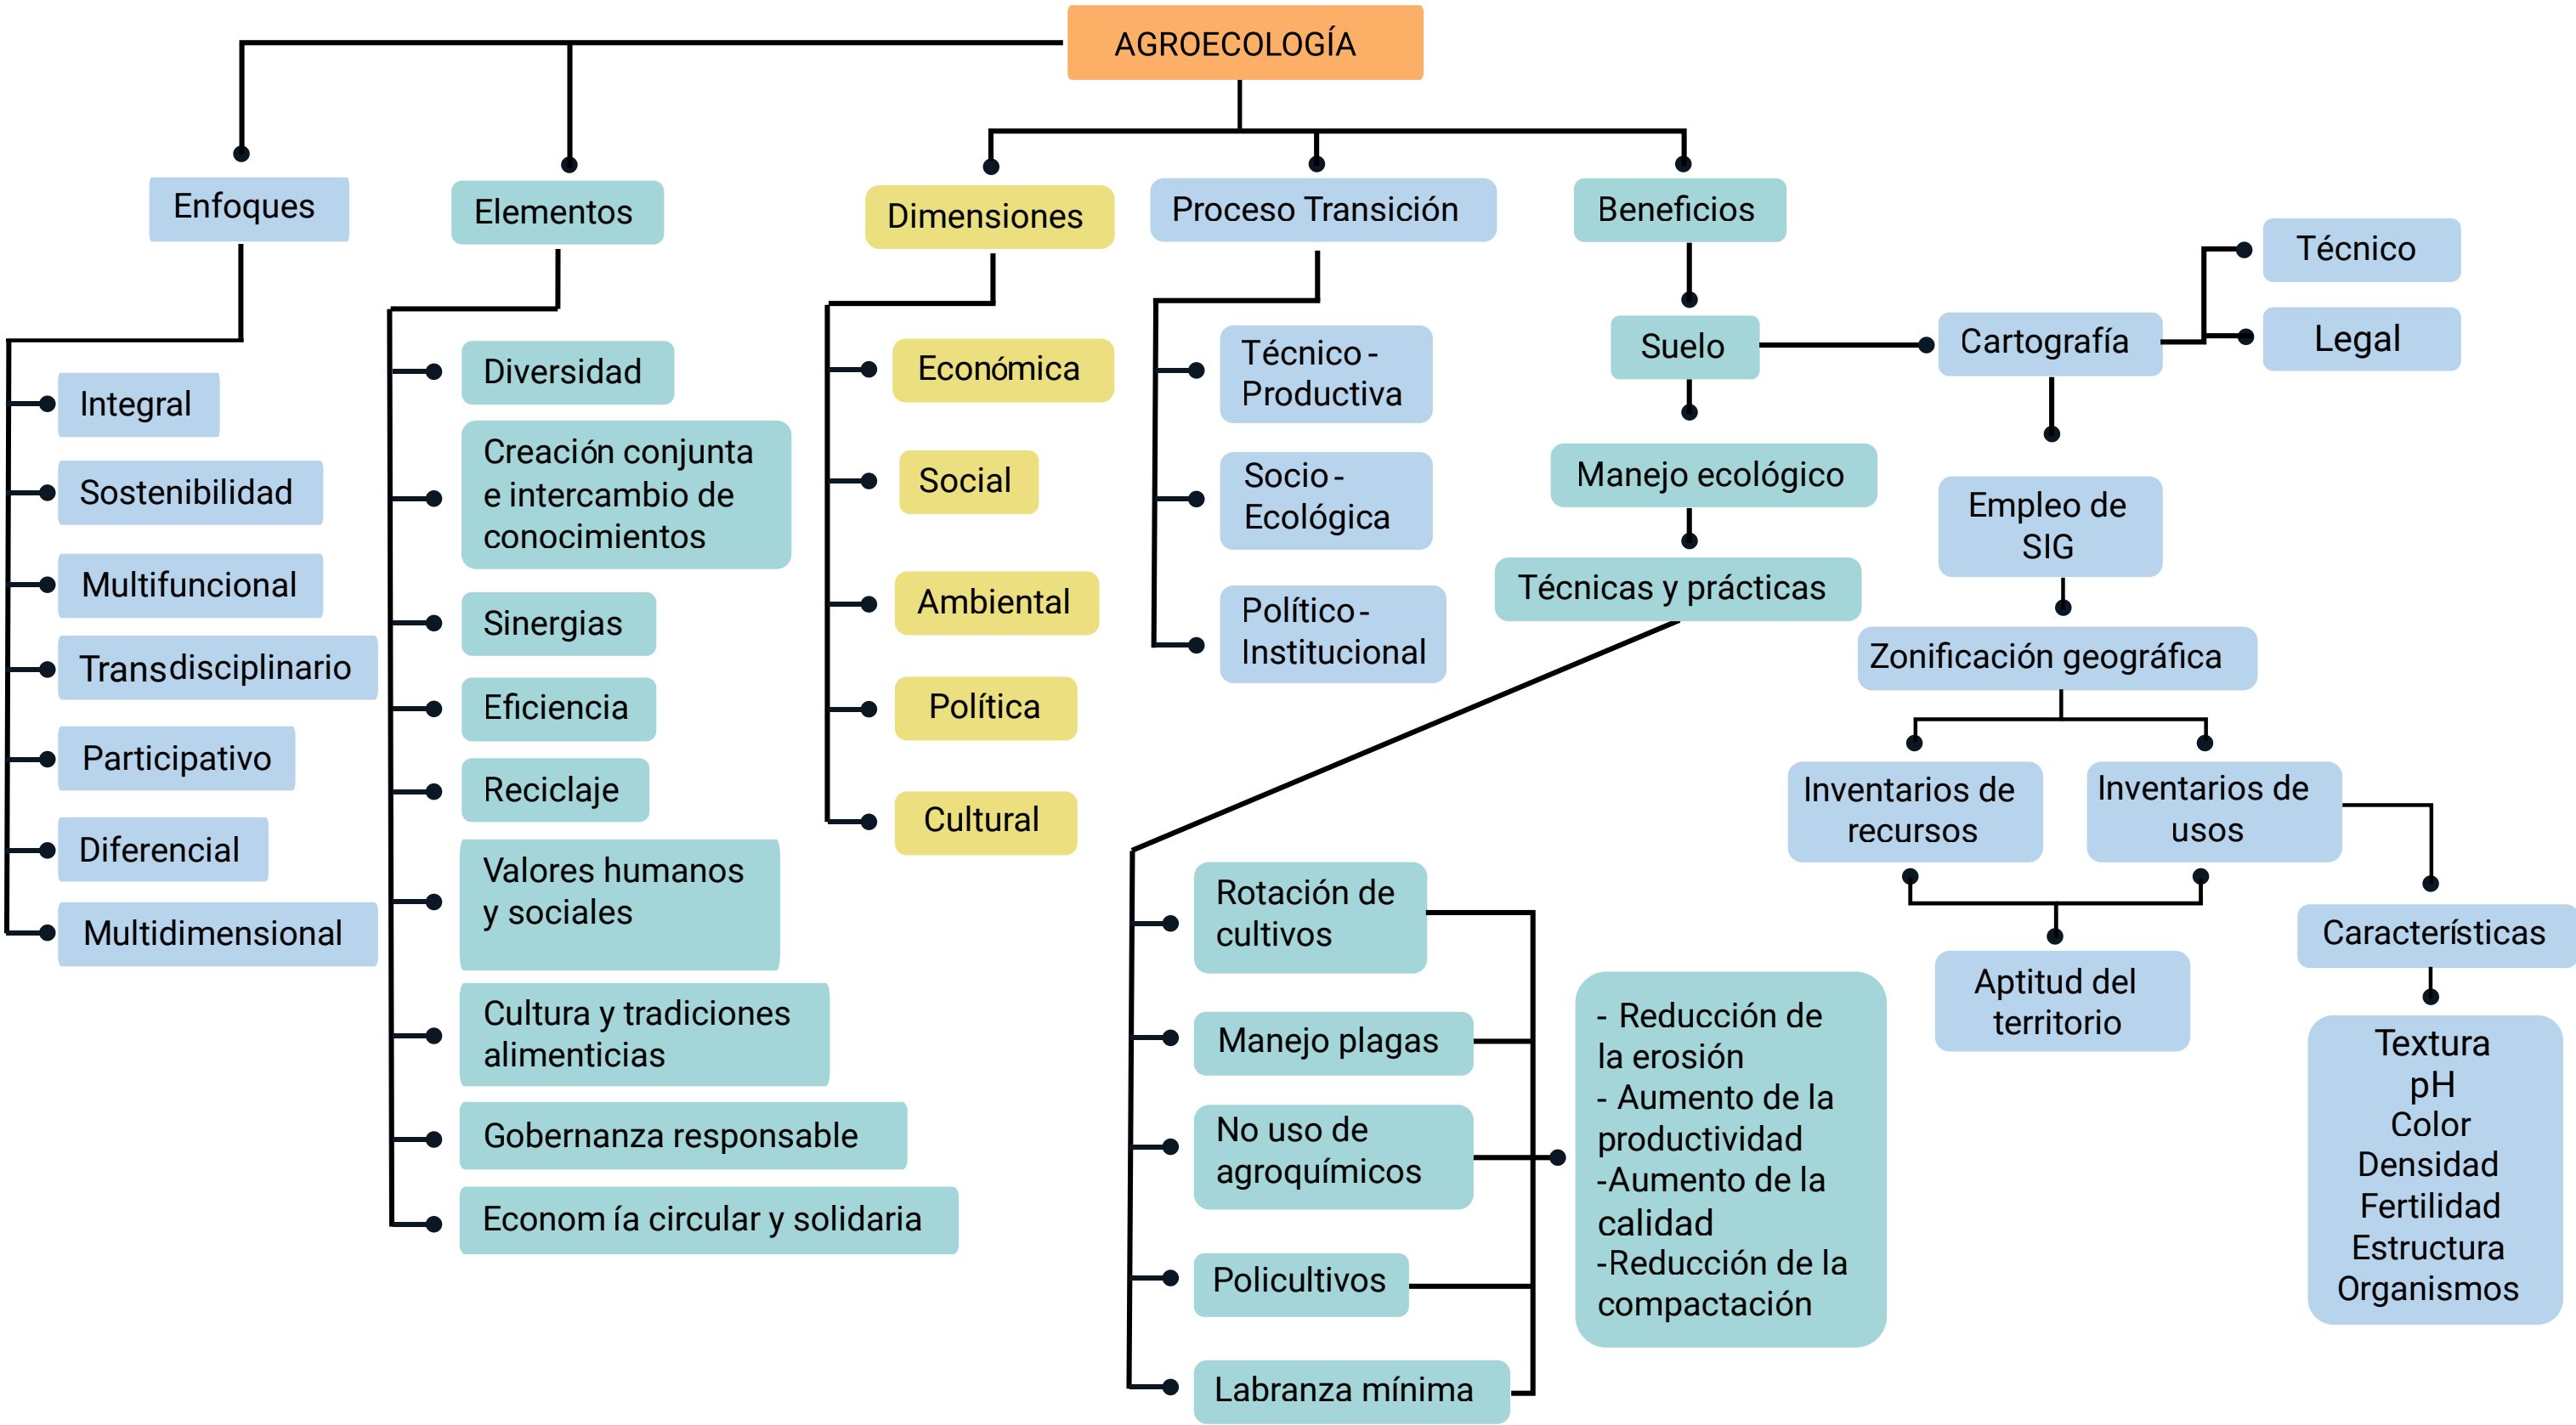 AGROECOLOGÍA
Enfoques
Integral
Sostenibilidad
Multifuncional
Transdisciplinario
Participativo
Diferencial
Multidimensional
Elementos
Diversidad
Creación conjunta
e intercambio de
conocimientos
Sinergias
Eficiencia
Reciclaje
Valores humanos
y sociales
Cultura y tradiciones
alimenticias
Gobernanza responsable
Econom ía circular y solidaria
Dimensiones
Económica
Social
Ambiental
Política
Cultural
Proceso Transición
Técnico -
Productiva
Socio -
Ecológica
Político -
Institucional
Beneficios
Suelo
Manejo ecológico
Técnicas y prácticas
Rotación de
cultivos
Manejo plagas
No uso de
agroquímicos
Policultivos
Labranza mínima
- Reducción de
la erosión
- Aumento de la
productividad
-Aumento de la
calidad
-Reducción de la
compactación
Cartografía
Técnico
Legal
Empleo de
SIG
Zonificación geográfica
Inventarios de
recursos
Inventarios de
usos
Aptitud del
territorio
Características
Textura
pH
Color
Densidad
Fertilidad
Estructura
Organismos